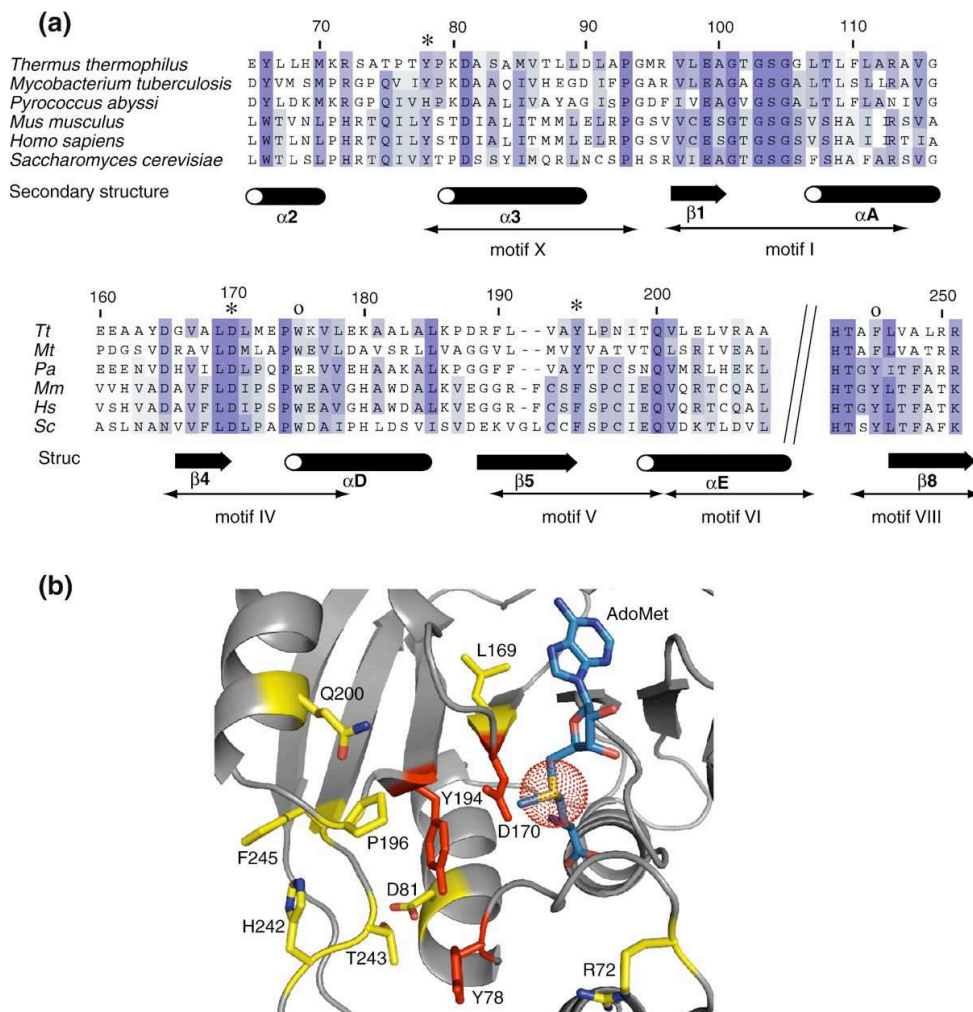 (a)
70 80 90 100 110
*
Thermus thermophilus EYLLHMKRSATPTYPKDASAMVTLLDLAPGMRVLEAGTGSGGLTLFLARAVG
Mycobacterium tuberculosis DYVMSMPRGPQVIYPKDAAQIVHEGDIFPGARVLEAGAGSGALTLSLLRAVG
Pyrococcus abyssi DYLDKMKRGPQIVHPKDAALIVAYAGISPGDFIVEAGVGSGALTLFLANIVG
Mus musculus LWTVNLPHRTQILYSTDIALITMMLELRPGSVVCESGTGSGSVSHAIIRSVA
Homo sapiens LWTLNLPHRTQILYSTDIALITMMLELRPGSVVCESGTGSGSVSHAIIRTIA
Saccharomyces cerevisiae LWTLSLPHRTQILYTPDSSYIMQRLNCSPHSRVIEAGTGSGSFSHAFARSVG
Secondary structure α2 α3 β1 αA
motif X motif I
160 170 180 190 200 250
* o * o
Tt EEAAYDGVALDLMEPWKVLEKAALALKPDRFL--VAYLPNITQVLELVRAA HTAFLVALRR
Mt PDGSVDRAVLDMLAPWEVLDAVSRLLVAGGVL--MVYVATVTQLSRIVEAL HTAFLVATRR
Pa EEENVDHVILDLPQPERVVEHAAKALKPGGFF--VAYTPCSNQVMRLHEKL HTGYITFARR
Mm VVHVADAVFLDIPSPWEAVGHAWDALKVEGGR-FCSFSPCIEQVQRTCQAL HTGYLTFATK
Hs VSHVADAVFLDIPSPWEAVGHAWDALKVEGGR-FCSFSPCIEQVQRTCQAL HTGYLTFATK
Sc ASLNANVVFLDLPAPWDAIPHLDSVISVDEKVGLCCFSPCIEQVDKTLDVL HTSYLTFAFK
Struc β4 αD β5 αE β8
motif IV motif V motif VI motif VIII
(b)
AdoMet
L169
Q200
Y194
D170
P196
F245
D81
H242
T243
R72
Y78